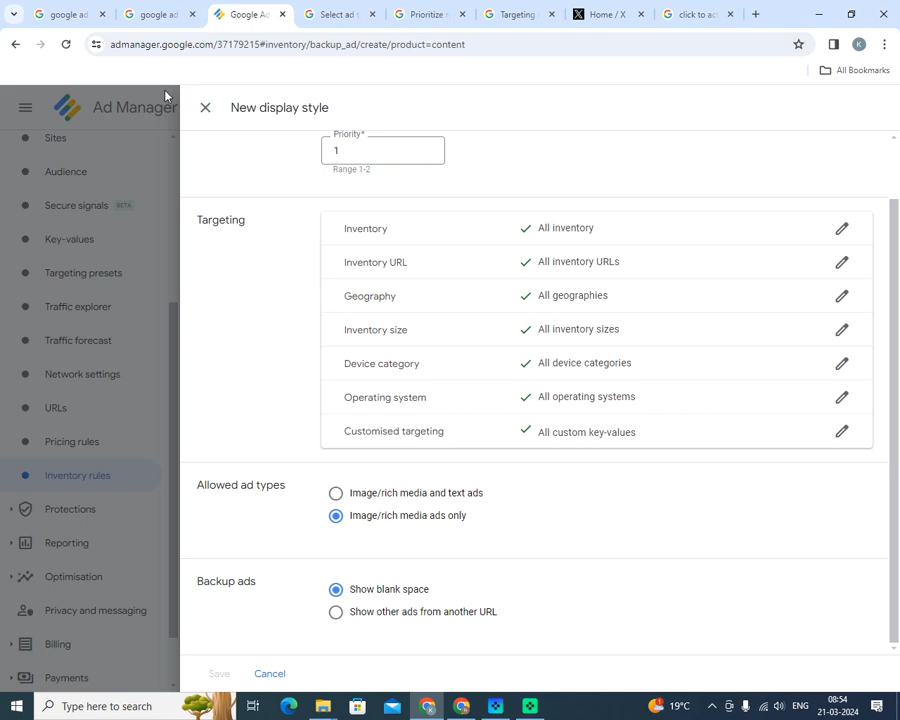 google ad
google ad
Google Ad
Select ad t
Prioritize r
Targeting
Home / X
click to ac
admanager.google.com/37179215#inventory/backup_ad/create/product=content
K
All Bookmarks
Ad Manager
New display style
Priority*
1
Range 1-2
Sites
Audience
Secure signals BETA
Key-values
Targeting presets
Traffic explorer
Traffic forecast
Network settings
URLs
Pricing rules
Inventory rules
Protections
Reporting
Optimisation
Privacy and messaging
Billing
Payments
Targeting
Inventory All inventory
Inventory URL All inventory URLs
Geography All geographies
Inventory size All inventory sizes
Device category All device categories
Operating system All operating systems
Customised targeting All custom key-values
Allowed ad types
Image/rich media and text ads
Image/rich media ads only
Backup ads
Show blank space
Show other ads from another URL
Save Cancel
Type here to search
19°C
ENG
08:54
21-03-2024